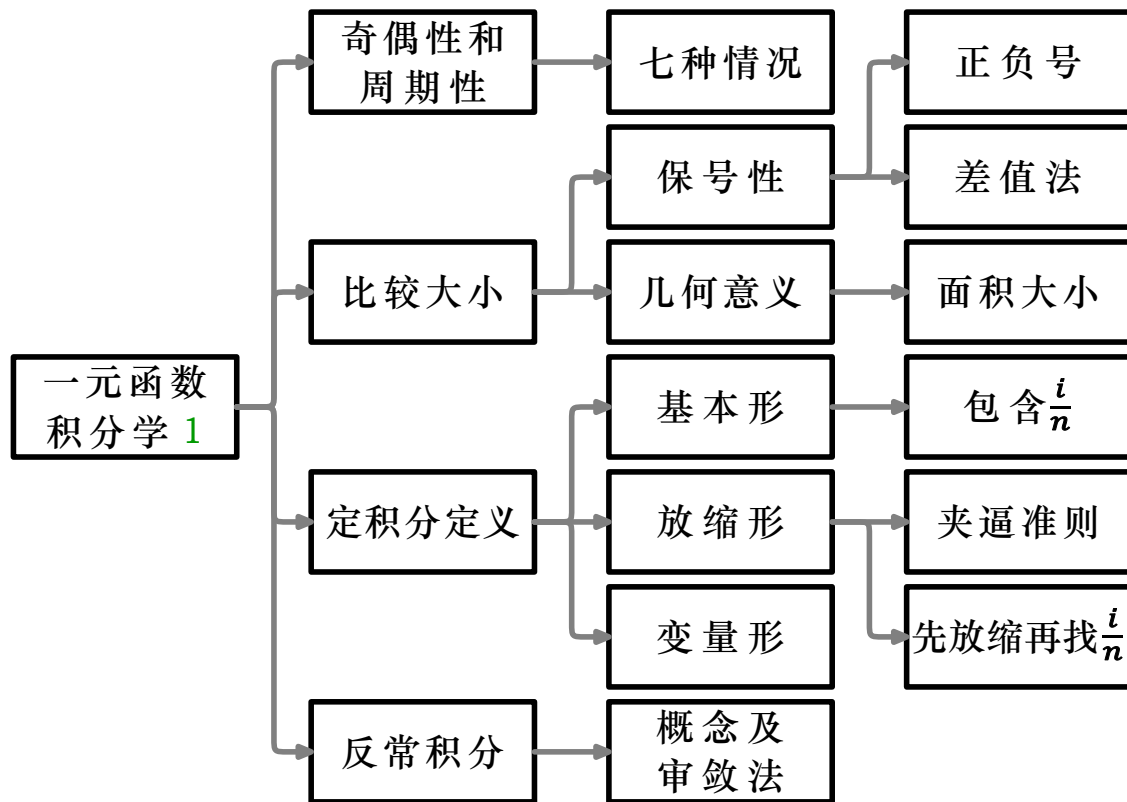 奇偶性和
周期性
七种情况
正负号
保号性
差值法
比较大小
几何意义
面积大小
一元函数
积分学 1
基本形
包含 i/n
定积分定义
放缩形
夹逼准则
变量形
先放缩再找 i/n
反常积分
概念及
审敛法